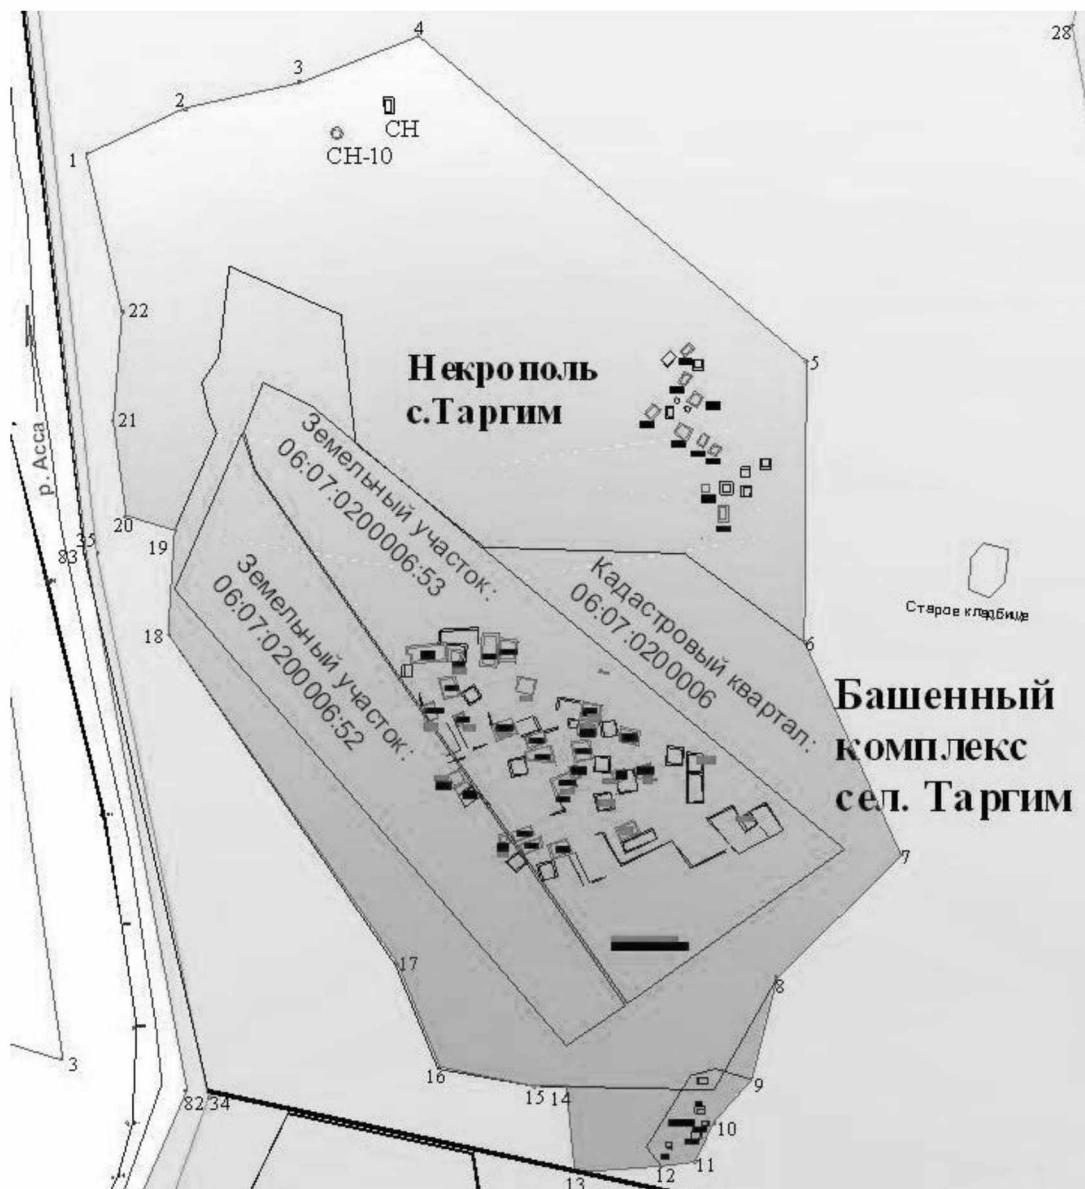 4
28
3
2
СН
СН-10
1
22
5
Некрополь
с.Таргим
21
р. Асса
Земельный участок:
06:07:0200006:53
20
19
35
83
Земельный участок:
06:07:0200006:52
Кадастровый квартал:
06:07:0200006
Старое кладбище
18
6
Башенный
комплекс
сел. Таргим
7
17
8
3
16
15
14
9
82
34
10
11
12
13